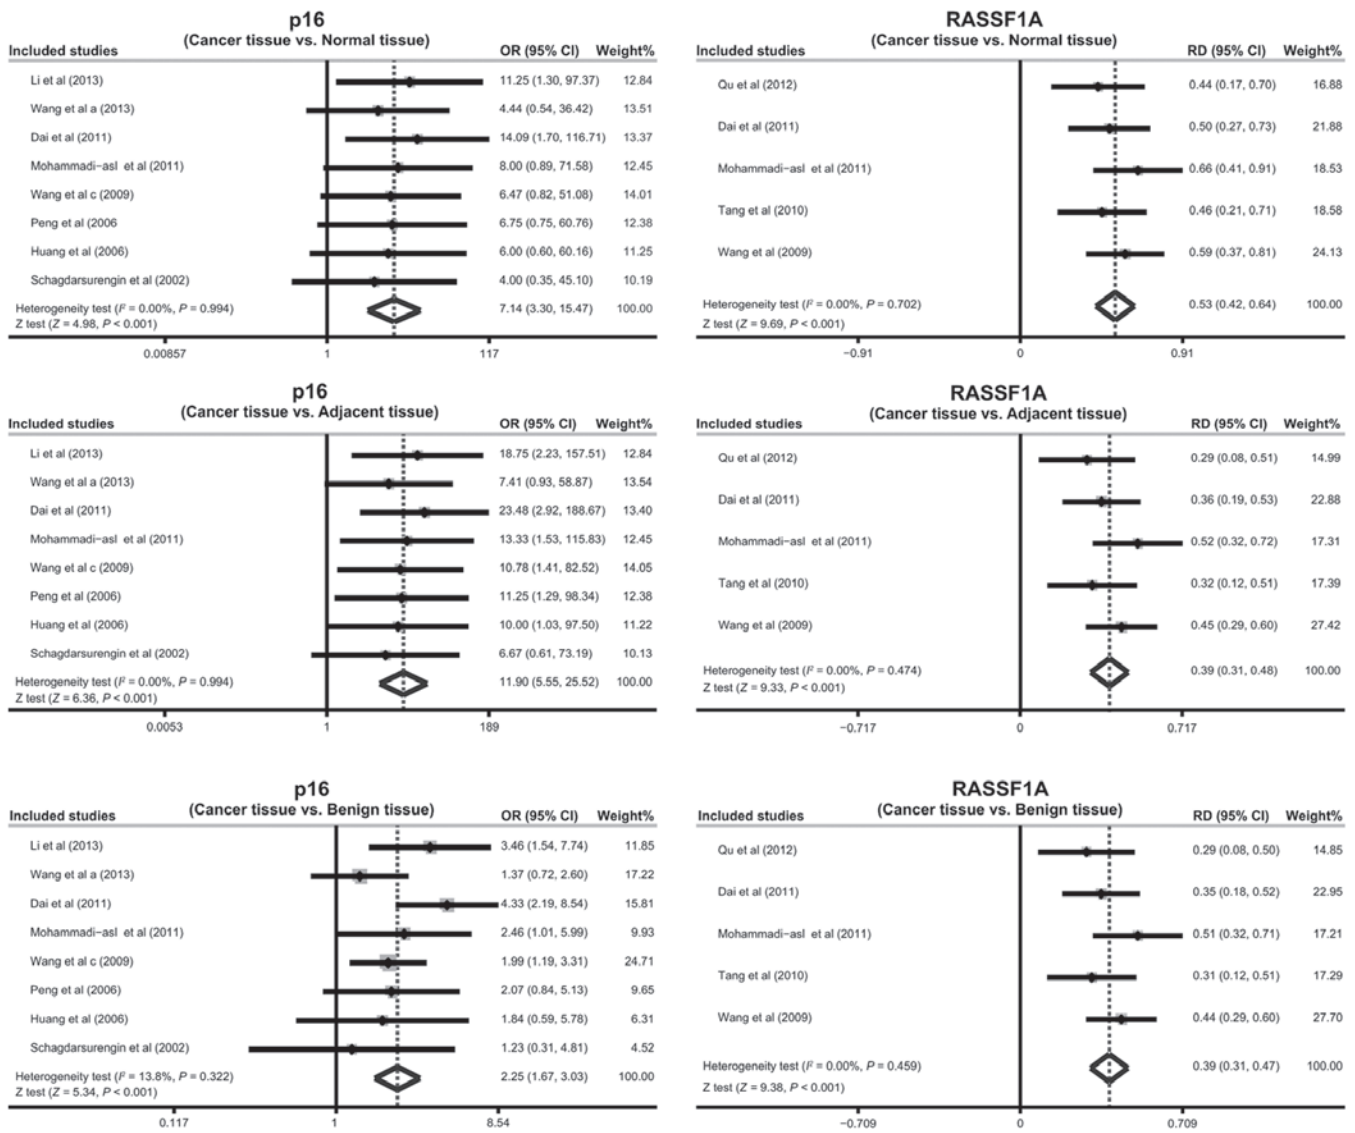 p16
(Cancer tissue vs. Normal tissue)
Included studies OR (95% CI) Weight%
Li et al (2013) 11.25 (1.30, 97.37) 12.84
Wang et al a (2013) 4.44 (0.54, 36.42) 13.51
Dai et al (2011) 14.09 (1.70, 116.71) 13.37
Mohammadi−asl et al (2011) 8.00 (0.89, 71.58) 12.45
Wang et al c (2009) 6.47 (0.82, 51.08) 14.01
Peng et al (2006 6.75 (0.75, 60.76) 12.38
Huang et al (2006) 6.00 (0.60, 60.16) 11.25
Schagdarsurengin et al (2002) 4.00 (0.35, 45.10) 10.19
Heterogeneity test (I² = 0.00%, P = 0.994) 7.14 (3.30, 15.47) 100.00
Z test (Z = 4.98, P < 0.001)
0.00857 1 117
RASSF1A
(Cancer tissue vs. Normal tissue)
Included studies RD (95% CI) Weight%
Qu et al (2012) 0.44 (0.17, 0.70) 16.88
Dai et al (2011) 0.50 (0.27, 0.73) 21.88
Mohammadi−asl et al (2011) 0.66 (0.41, 0.91) 18.53
Tang et al (2010) 0.46 (0.21, 0.71) 18.58
Wang et al (2009) 0.59 (0.37, 0.81) 24.13
Heterogeneity test (I² = 0.00%, P = 0.702) 0.53 (0.42, 0.64) 100.00
Z test (Z = 9.69, P < 0.001)
−0.91 0 0.91
p16
(Cancer tissue vs. Adjacent tissue)
Included studies OR (95% CI) Weight%
Li et al (2013) 18.75 (2.23, 157.51) 12.84
Wang et al a (2013) 7.41 (0.93, 58.87) 13.54
Dai et al (2011) 23.48 (2.92, 188.67) 13.40
Mohammadi−asl et al (2011) 13.33 (1.53, 115.83) 12.45
Wang et al c (2009) 10.78 (1.41, 82.52) 14.05
Peng et al (2006) 11.25 (1.29, 98.34) 12.38
Huang et al (2006) 10.00 (1.03, 97.50) 11.22
Schagdarsurengin et al (2002) 6.67 (0.61, 73.19) 10.13
Heterogeneity test (I² = 0.00%, P = 0.994) 11.90 (5.55, 25.52) 100.00
Z test (Z = 6.36, P < 0.001)
0.0053 1 189
RASSF1A
(Cancer tissue vs. Adjacent tissue)
Included studies RD (95% CI) Weight%
Qu et al (2012) 0.29 (0.08, 0.51) 14.99
Dai et al (2011) 0.36 (0.19, 0.53) 22.88
Mohammadi−asl et al (2011) 0.52 (0.32, 0.72) 17.31
Tang et al (2010) 0.32 (0.12, 0.51) 17.39
Wang et al (2009) 0.45 (0.29, 0.60) 27.42
Heterogeneity test (I² = 0.00%, P = 0.474) 0.39 (0.31, 0.48) 100.00
Z test (Z = 9.33, P < 0.001)
−0.717 0 0.717
p16
(Cancer tissue vs. Benign tissue)
Included studies OR (95% CI) Weight%
Li et al (2013) 3.46 (1.54, 7.74) 11.85
Wang et al a (2013) 1.37 (0.72, 2.60) 17.22
Dai et al (2011) 4.33 (2.19, 8.54) 15.81
Mohammadi−asl et al (2011) 2.46 (1.01, 5.99) 9.93
Wang et al c (2009) 1.99 (1.19, 3.31) 24.71
Peng et al (2006) 2.07 (0.84, 5.13) 9.65
Huang et al (2006) 1.84 (0.59, 5.78) 6.31
Schagdarsurengin et al (2002) 1.23 (0.31, 4.81) 4.52
Heterogeneity test (I² = 13.8%, P = 0.322) 2.25 (1.67, 3.03) 100.00
Z test (Z = 5.34, P < 0.001)
0.117 1 8.54
RASSF1A
(Cancer tissue vs. Benign tissue)
Included studies RD (95% CI) Weight%
Qu et al (2012) 0.29 (0.08, 0.50) 14.85
Dai et al (2011) 0.35 (0.18, 0.52) 22.95
Mohammadi−asl et al (2011) 0.51 (0.32, 0.71) 17.21
Tang et al (2010) 0.31 (0.12, 0.51) 17.29
Wang et al (2009) 0.44 (0.29, 0.60) 27.70
Heterogeneity test (I² = 0.00%, P = 0.459) 0.39 (0.31, 0.47) 100.00
Z test (Z = 9.38, P < 0.001)
−0.709 0 0.709